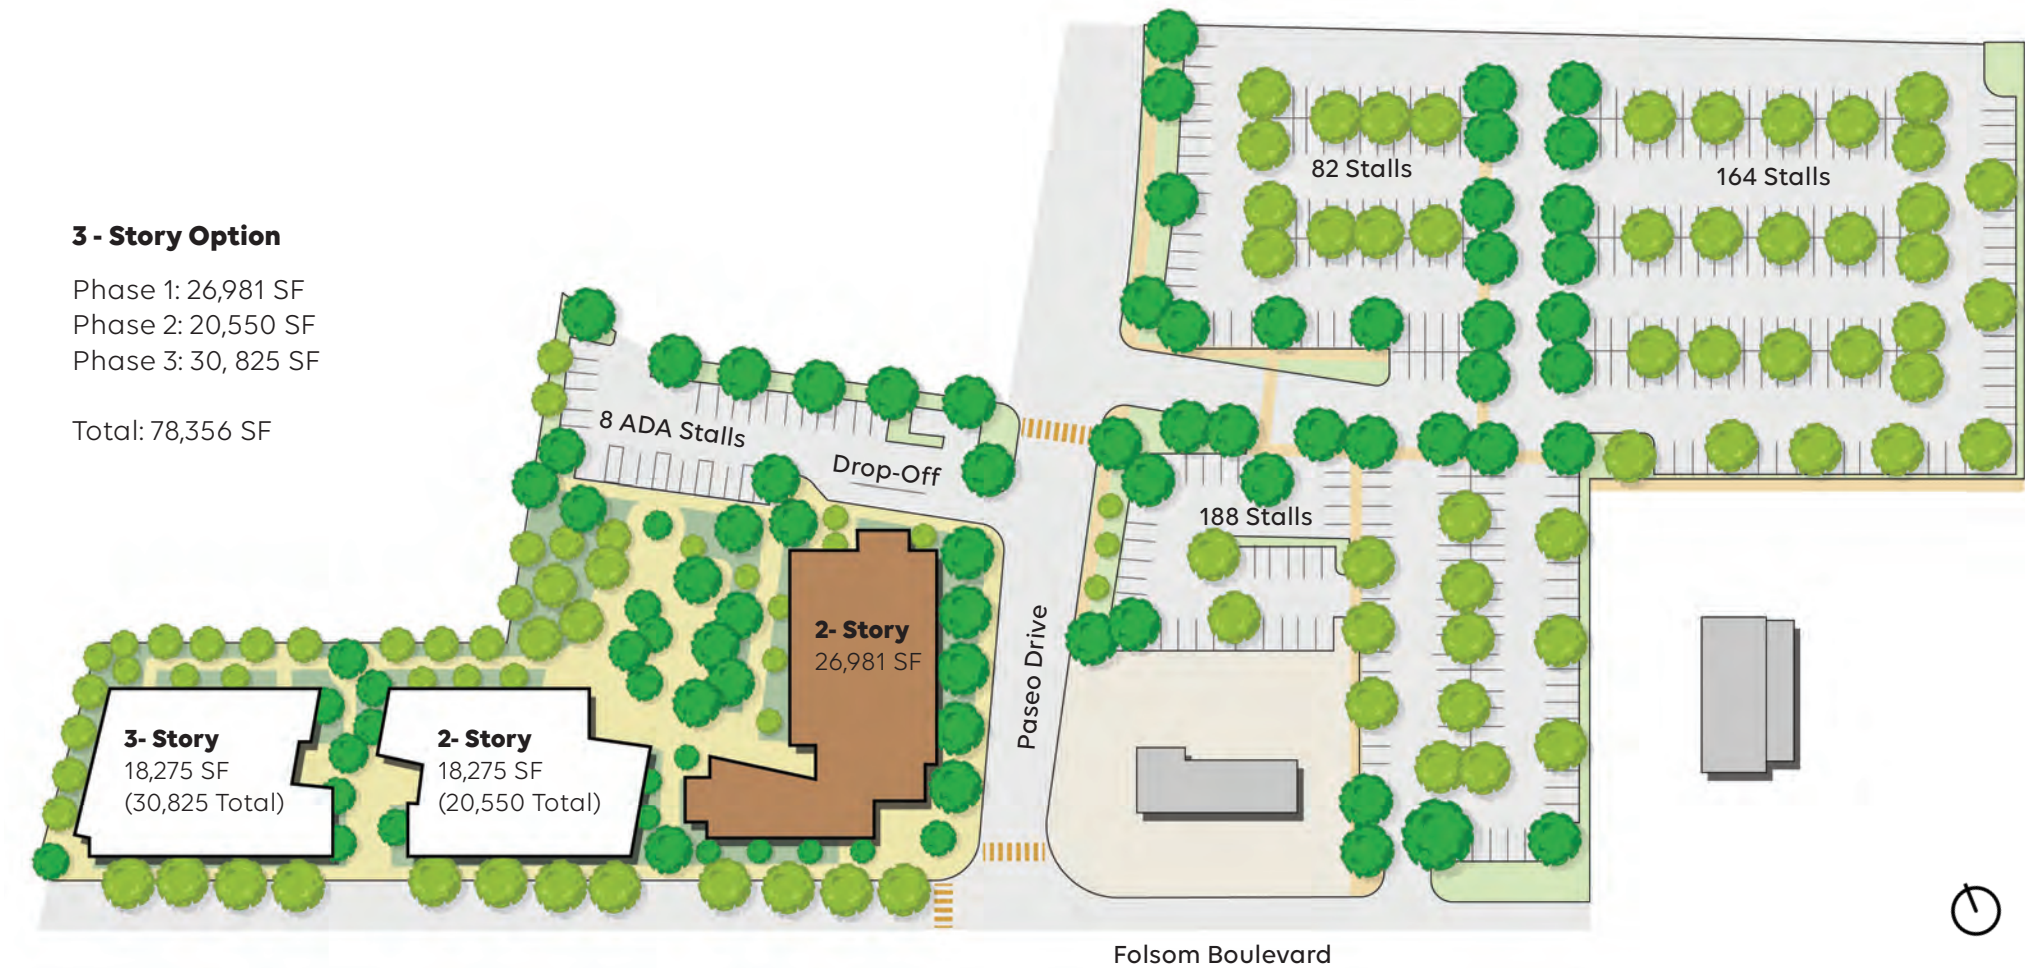 3 - Story Option
Phase 1: 26,981 SF
Phase 2: 20,550 SF
Phase 3: 30, 825 SF
Total: 78,356 SF
82 Stalls
164 Stalls
8 ADA Stalls
Drop-Off
188 Stalls
2- Story
26,981 SF
Paseo Drive
3- Story
18,275 SF
(30,825 Total)
2- Story
18,275 SF
(20,550 Total)
Folsom Boulevard